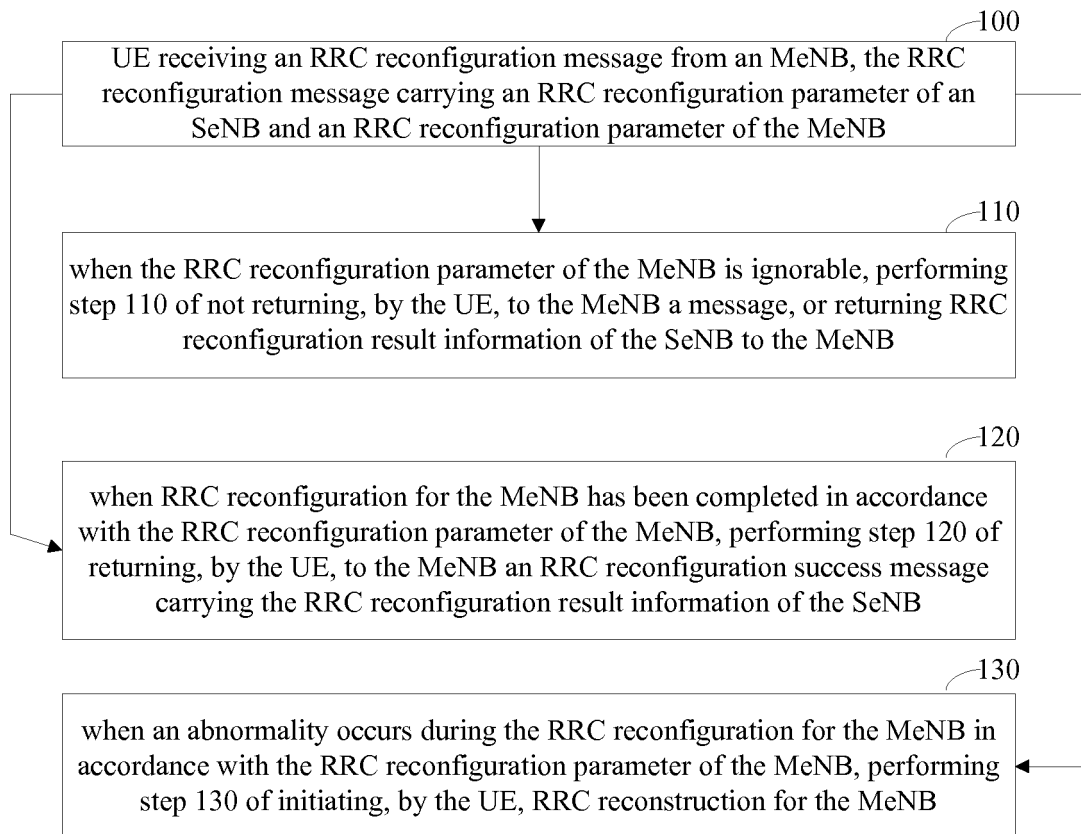 100
UE receiving an RRC reconfiguration message from an MeNB, the RRC
reconfiguration message carrying an RRC reconfiguration parameter of an
SeNB and an RRC reconfiguration parameter of the MeNB
110
when the RRC reconfiguration parameter of the MeNB is ignorable, performing
step 110 of not returning, by the UE, to the MeNB a message, or returning RRC
reconfiguration result information of the SeNB to the MeNB
120
when RRC reconfiguration for the MeNB has been completed in accordance
with the RRC reconfiguration parameter of the MeNB, performing step 120 of
returning, by the UE, to the MeNB an RRC reconfiguration success message
carrying the RRC reconfiguration result information of the SeNB
130
when an abnormality occurs during the RRC reconfiguration for the MeNB in
accordance with the RRC reconfiguration parameter of the MeNB, performing
step 130 of initiating, by the UE, RRC reconstruction for the MeNB